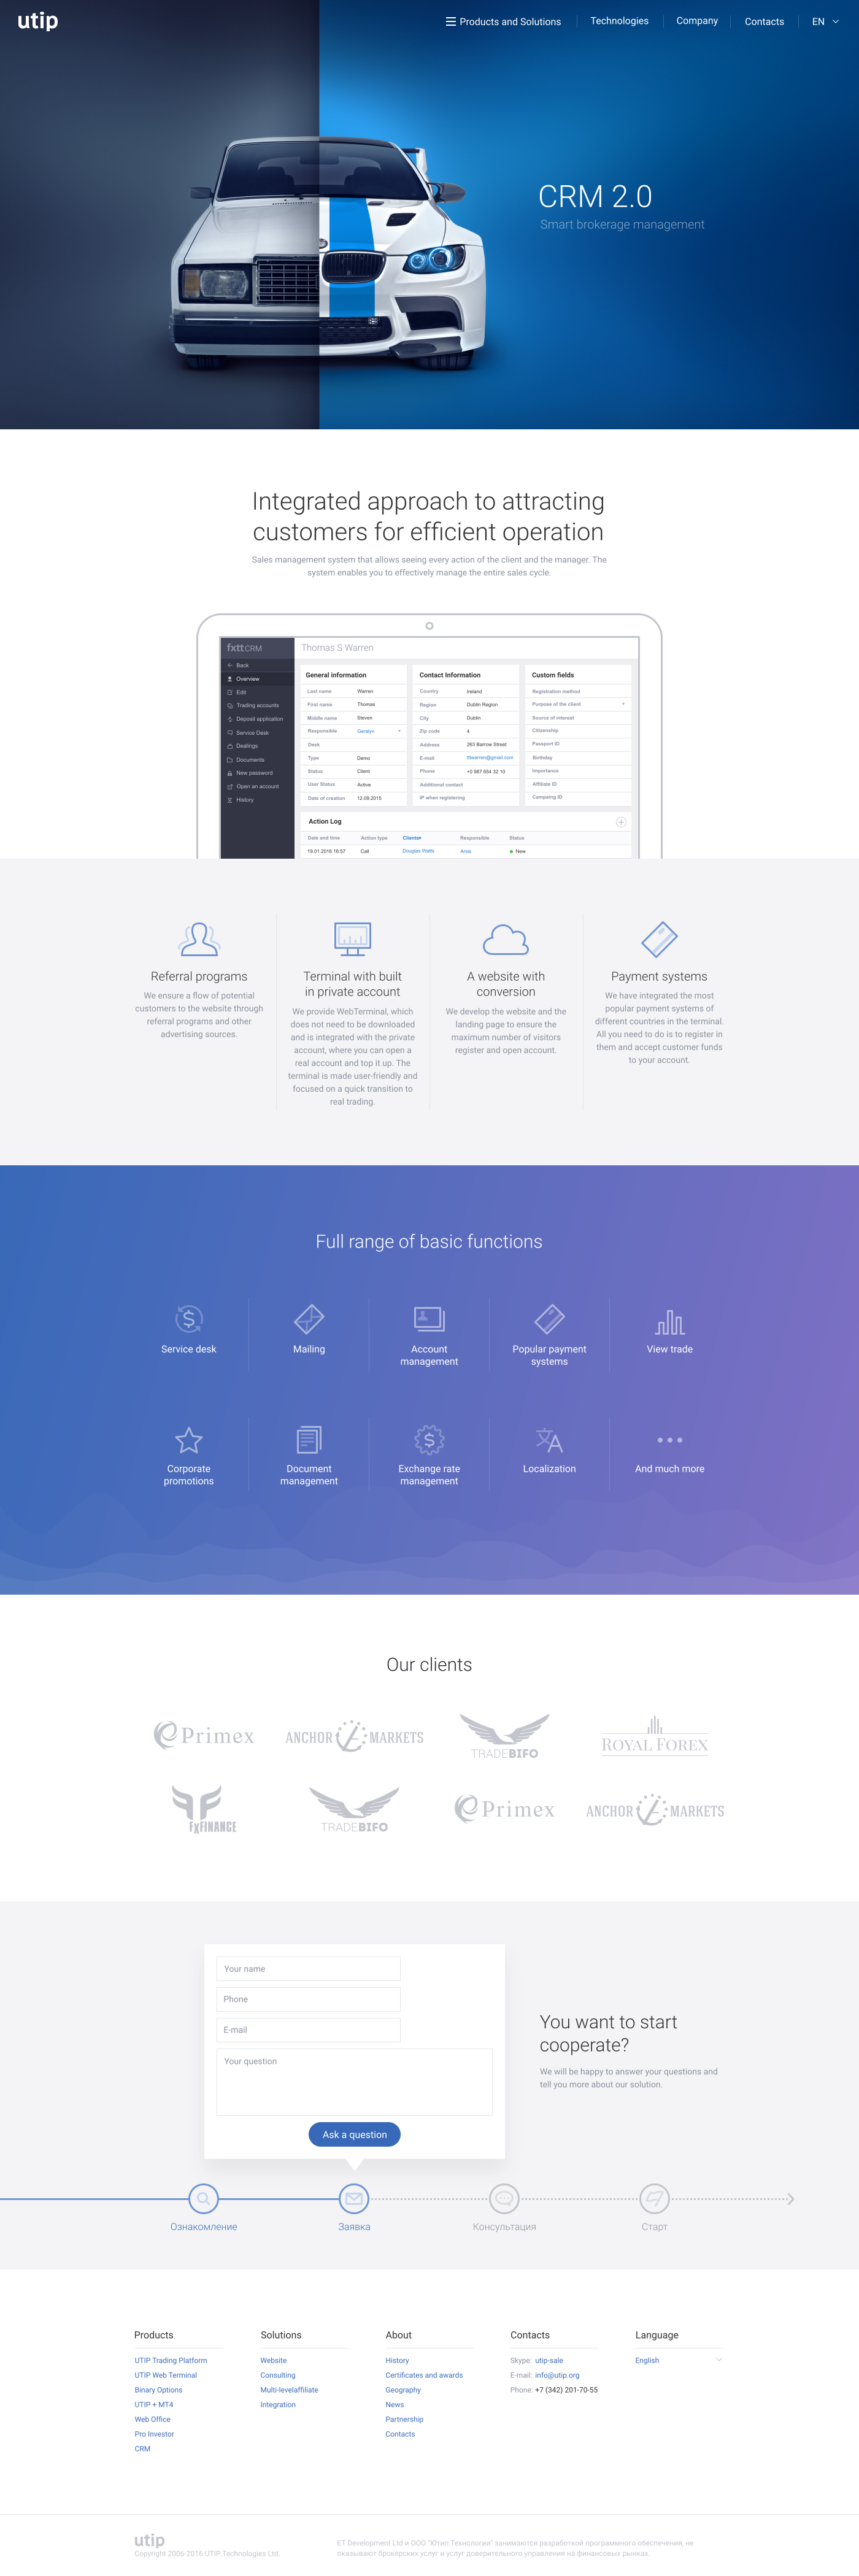 utip
Products and Solutions
Technologies
Company
Contacts
EN
CRM 2.0
Smart brokerage management
Integrated approach to attracting
customers for efficient operation
Sales management system that allows seeing every action of the client and the manager. The
system enables you to effectively manage the entire sales cycle.
fxtt CRM
Thomas S Warren
Back
Overview
Edit
Trading accounts
Deposit application
Service Desk
Dealings
Documents
New password
Open an account
History
General information
Last name Warren
First name Thomas
Middle name Steven
Responsible Geralyn
Desk
Type Demo
Status Client
User Status Active
Date of creation 12.09.2015
Contact Information
Country Ireland
Region Dublin Region
City Dublin
Zip code 4
Address 263 Barrow Street
E-mail ttwarren@gmail.com
Phone +0 987 654 32 10
Additional contact
IP when registering
Custom fields
Registration method
Purpose of the client
Source of interest
Citizenship
Passport ID
Birthday
Importance
Affiliate ID
Campaing ID
Action Log
Date and time Action type Clients Responsible Status
19.01.2016 16:57 Call Douglas Watts Arxis New
Referral programs
We ensure a flow of potential
customers to the website through
referral programs and other
advertising sources.
Terminal with built
in private account
We provide WebTerminal, which
does not need to be downloaded
and is integrated with the private
account, where you can open a
real account and top it up. The
terminal is made user-friendly and
focused on a quick transition to
real trading.
A website with
conversion
We develop the website and the
landing page to ensure the
maximum number of visitors
register and open account.
Payment systems
We have integrated the most
popular payment systems of
different countries in the terminal.
All you need to do is to register in
them and accept customer funds
to your account.
Full range of basic functions
Service desk
Mailing
Account
management
Popular payment
systems
View trade
Corporate
promotions
Document
management
Exchange rate
management
Localization
And much more
Our clients
Primex
ANCHOR MARKETS
TRADEBIFO
ROYAL FOREX
FxFINANCE
TRADEBIFO
Primex
ANCHOR MARKETS
Your name
Phone
E-mail
Your question
Ask a question
You want to start
cooperate?
We will be happy to answer your questions and
tell you more about our solution.
Ознакомление
Заявка
Консультация
Старт
Products
UTIP Trading Platform
UTIP Web Terminal
Binary Options
UTIP + MT4
Web Office
Pro Investor
CRM
Solutions
Website
Consulting
Multi-levelaffiliate
Integration
About
History
Certificates and awards
Geography
News
Partnership
Contacts
Contacts
Skype: utip-sale
E-mail: info@utip.org
Phone: +7 (342) 201-70-55
Language
English
utip
Copyright 2006-2016 UTIP Technologies Ltd.
ET Development Ltd и ООО "Ютип Технологии" занимаются разработкой программного обеспечения, не
оказывают брокерских услуг и услуг доверительного управления на финансовых рынках.